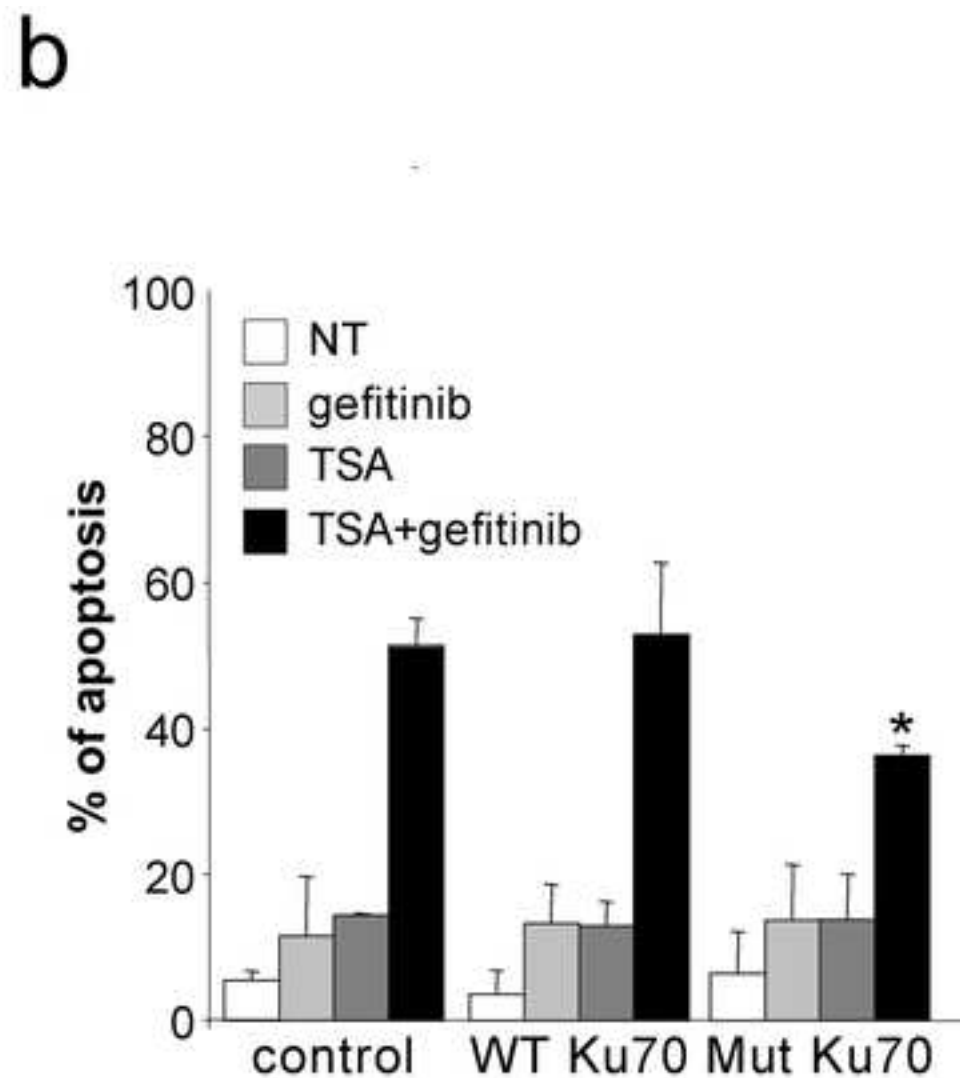 b
100
80
60
40
20
0
% of apoptosis
NT
gefitinib
TSA
TSA+gefitinib
*
control WT Ku70 Mut Ku70